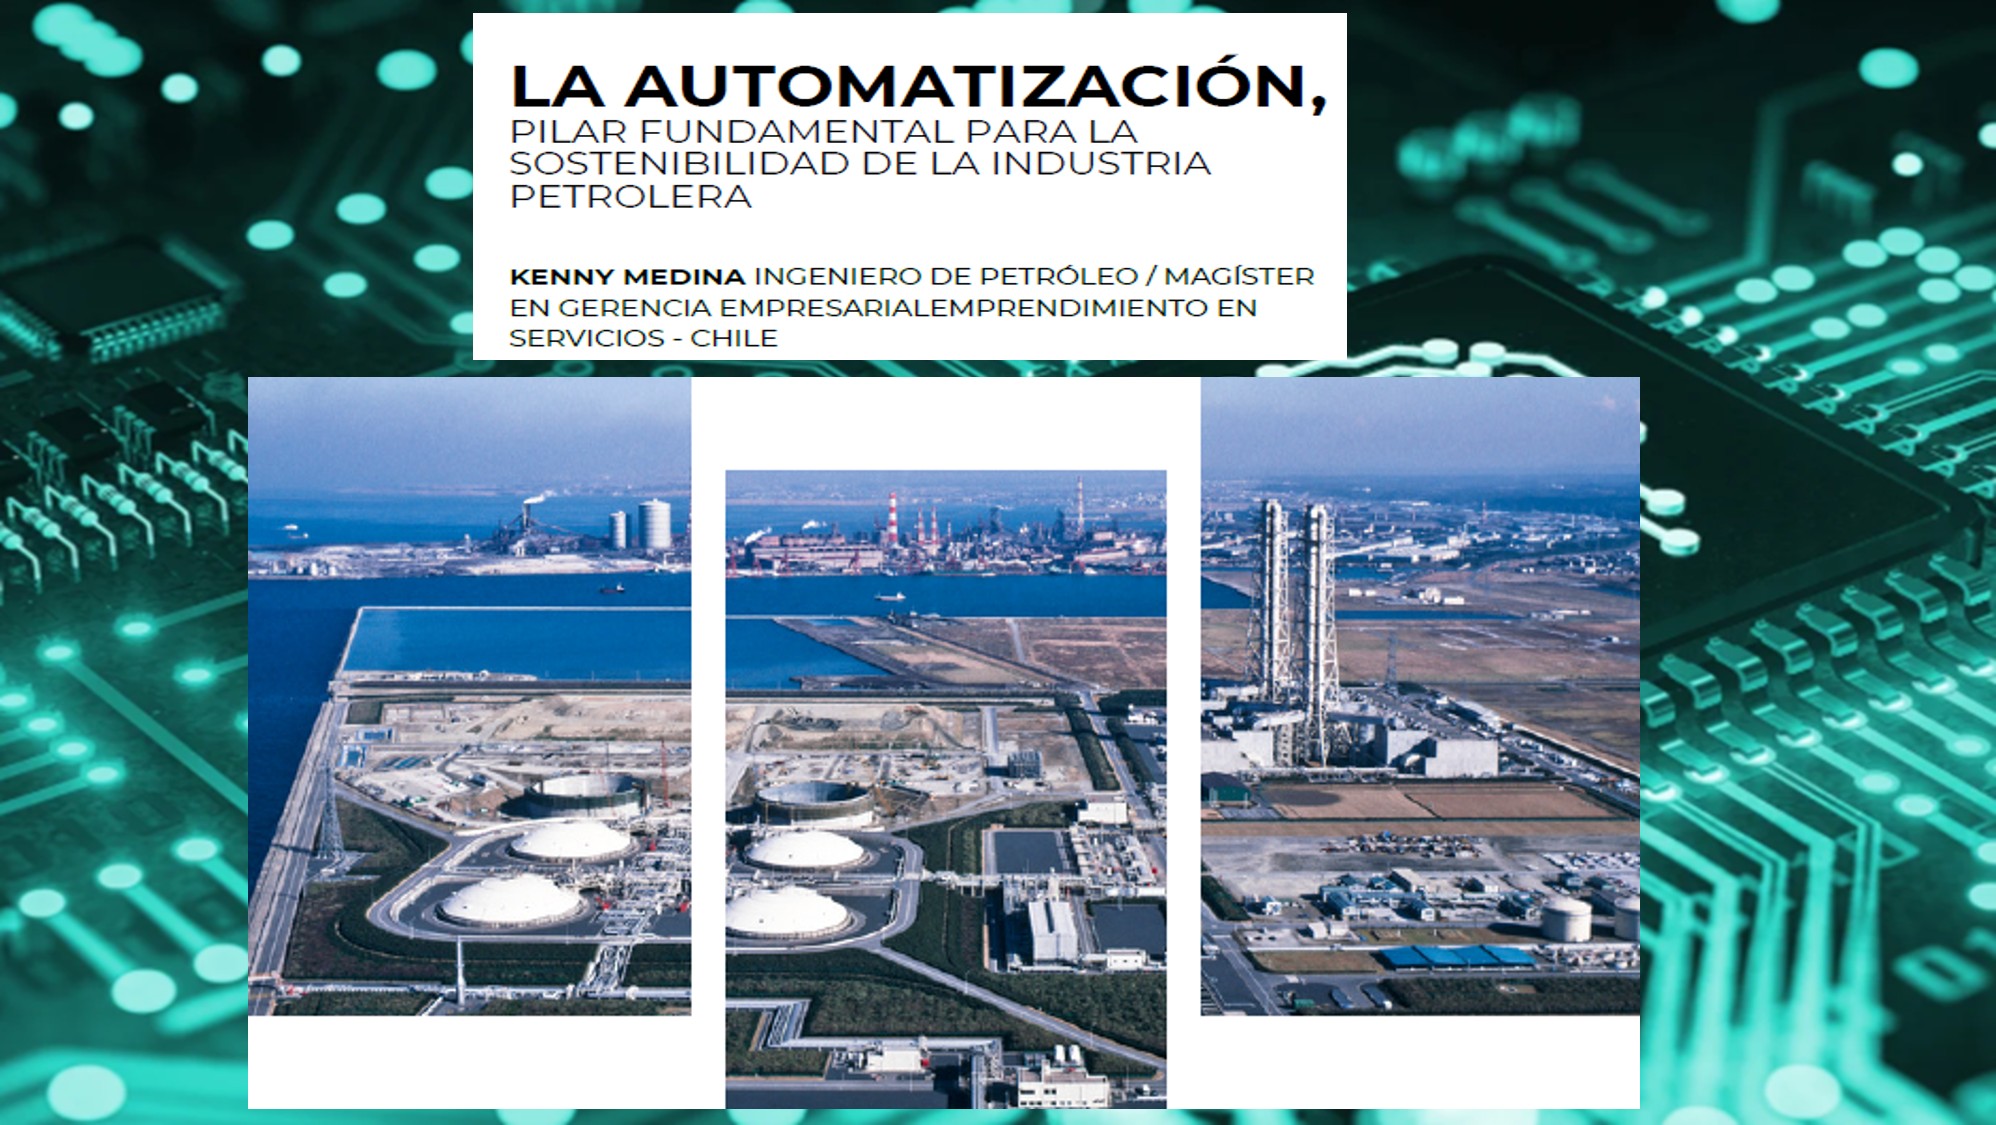 LA AUTOMATIZACIÓN,
PILAR FUNDAMENTAL PARA LA
SOSTENIBILIDAD DE LA INDUSTRIA
PETROLERA
KENNY MEDINA INGENIERO DE PETRÓLEO / MAGÍSTER
EN GERENCIA EMPRESARIALEMPRENDIMIENTO EN
SERVICIOS - CHILE